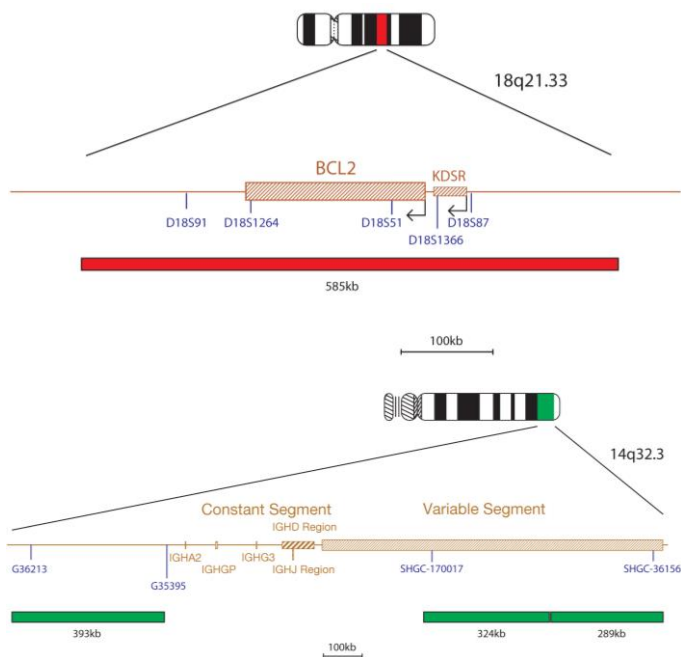 18q21.33
BCL2
KDSR
D18S91
D18S1264
D18S51
D18S87
D18S1366
585kb
100kb
14q32.3
Constant Segment
Variable Segment
IGHD Region
IGHA2
IGHGP
IGHG3
IGHJ Region
G36213
G35395
SHGC-170017
SHGC-36156
393kb
324kb
289kb
100kb